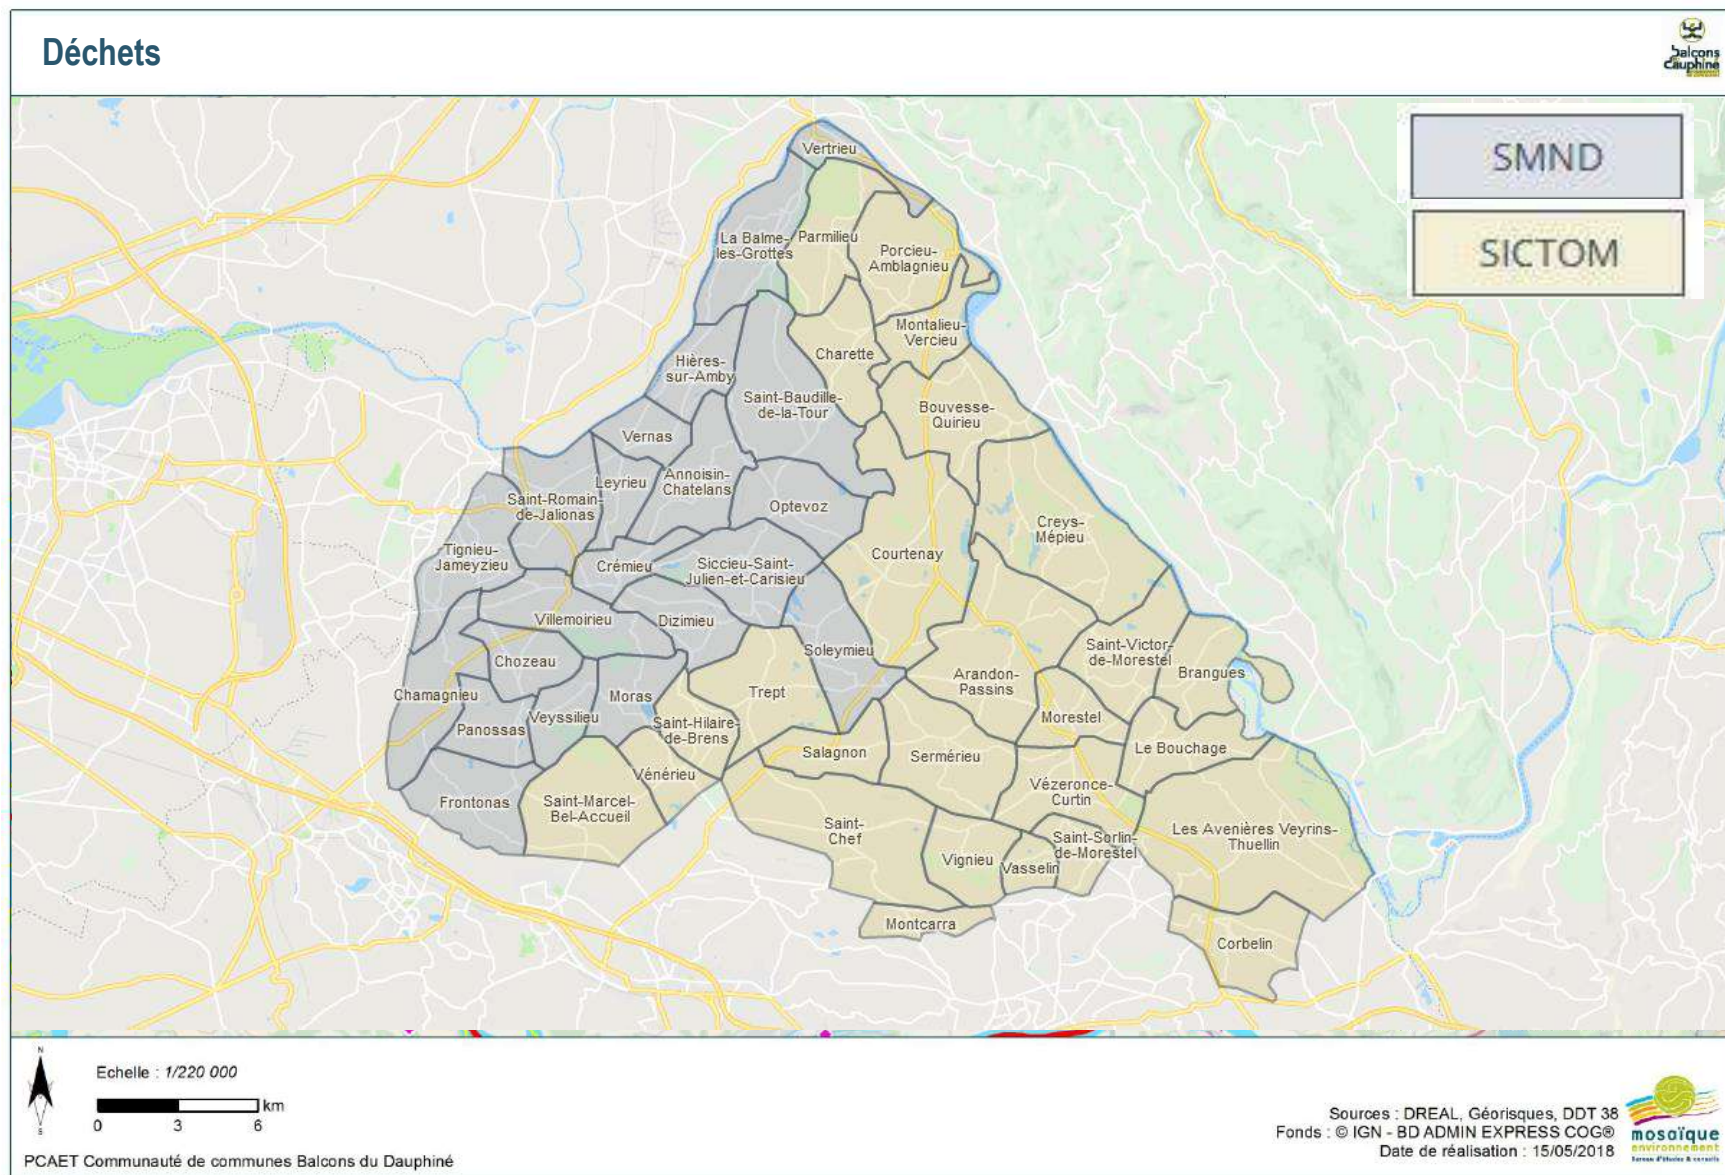 Déchets
balcons
dauphiné
SMND
SICTOM
Vertrieu
La Balme-
les-Grottes
Parmilieu
Porcieu-
Amblagnieu
Montalieu-
Vercieu
Charette
Hières-
sur-Amby
Saint-Baudille-
de-la-Tour
Bouvesse-
Quirieu
Vernas
Leyrieu
Annoisin-
Chatelans
Optevoz
Saint-Romain-
de-Jalionas
Creys-
Mépieu
Courtenay
Tignieu-
Jameyzieu
Crémieu
Siccieu-Saint-
Julien-et-Carisieu
Villemoirieu
Dizimieu
Soleymieu
Saint-Victor-
de-Morestel
Brangues
Chozeau
Chamagnieu
Moras
Trept
Arandon-
Passins
Panossas
Veyssilieu
Saint-Hilaire-
de-Brens
Morestel
Le Bouchage
Salagnon
Sermérieu
Vénérieu
Vézeronce-
Curtin
Frontonas
Saint-Marcel-
Bel-Accueil
Saint-
Chef
Les Avenières Veyrins-
Thuellin
Saint-Sorlin-
de-Morestel
Vignieu
Vasselin
Montcarra
Corbelin
N
S
Echelle : 1/220 000
km
0 3 6
PCAET Communauté de communes Balcons du Dauphiné
Sources : DREAL, Géorisques, DDT 38
Fonds : © IGN - BD ADMIN EXPRESS COG®
Date de réalisation : 15/05/2018
mosaïque
environnement
bureau d'études & conseils